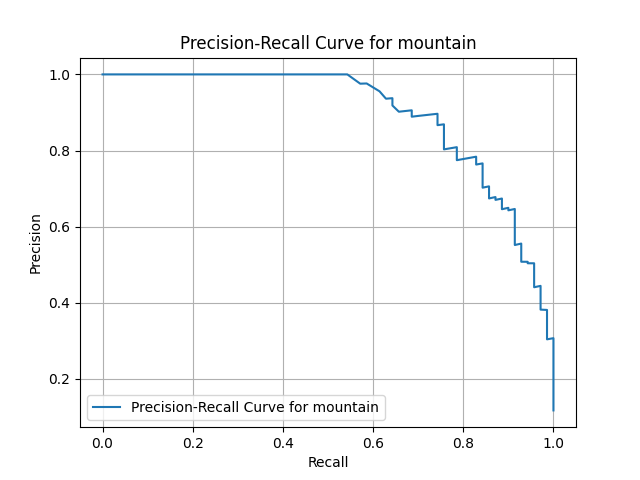 Precision-Recall Curve for mountain
1.0
0.8
0.6
0.4
0.2
Precision
Precision-Recall Curve for mountain
0.0 0.2 0.4 0.6 0.8 1.0
Recall